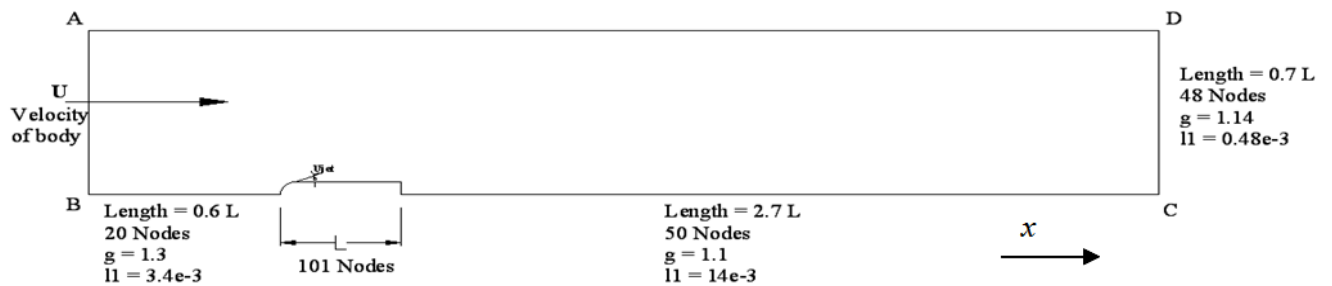 A
D
U
Velocity
of body
Length = 0.7 L
48 Nodes
g = 1.14
l1 = 0.48e-3
Ujet
B
C
Length = 0.6 L
20 Nodes
g = 1.3
l1 = 3.4e-3
L
101 Nodes
Length = 2.7 L
50 Nodes
g = 1.1
l1 = 14e-3
x